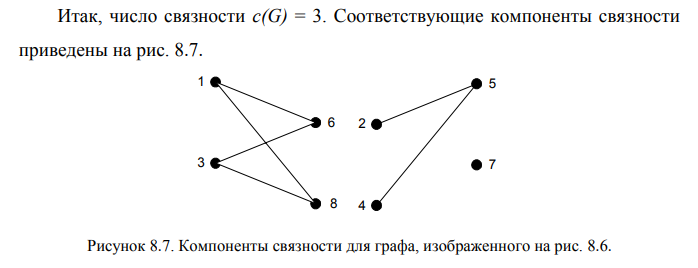 Итак, число связности c(G) = 3. Соответствующие компоненты связности
приведены на рис. 8.7.
1
5
6
2
3
7
8
4
Рисунок 8.7. Компоненты связности для графа, изображенного на рис. 8.6.